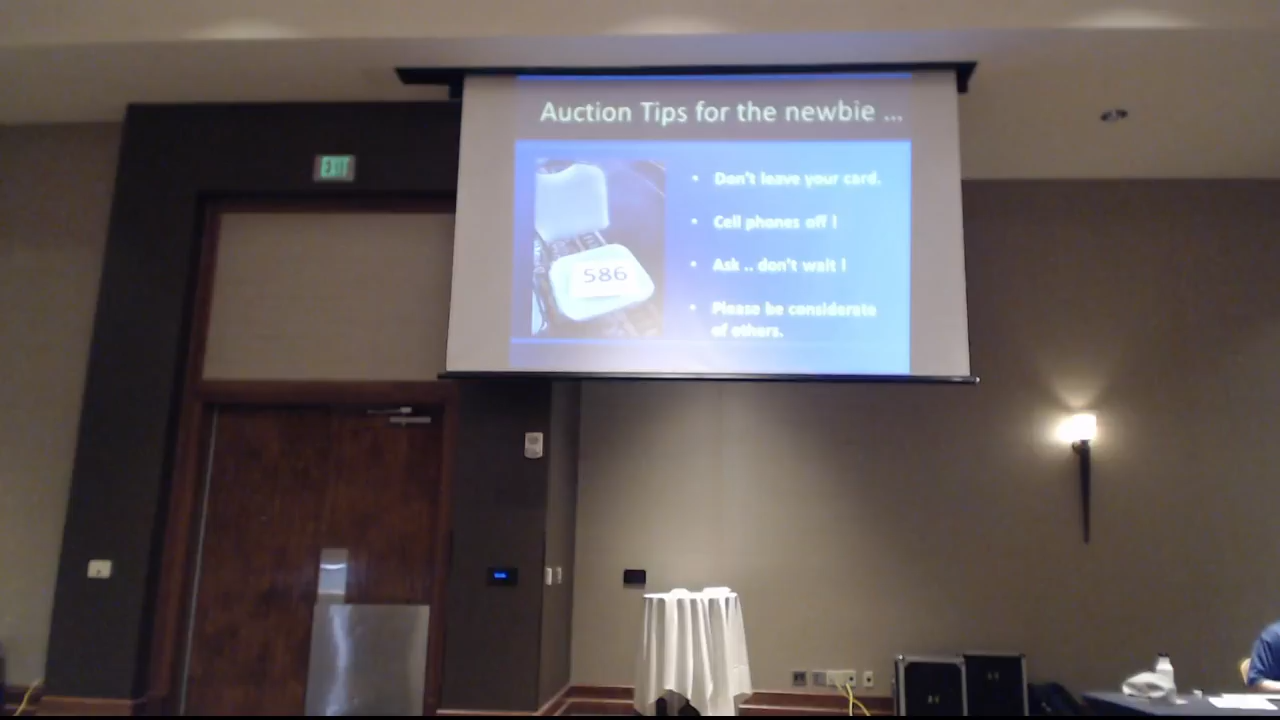 Auction Tips for the newbie ...
EXIT
• Don't leave your card.
• Cell phones off !
• Ask .. don't wait !
586
• Please be considerate
of others.